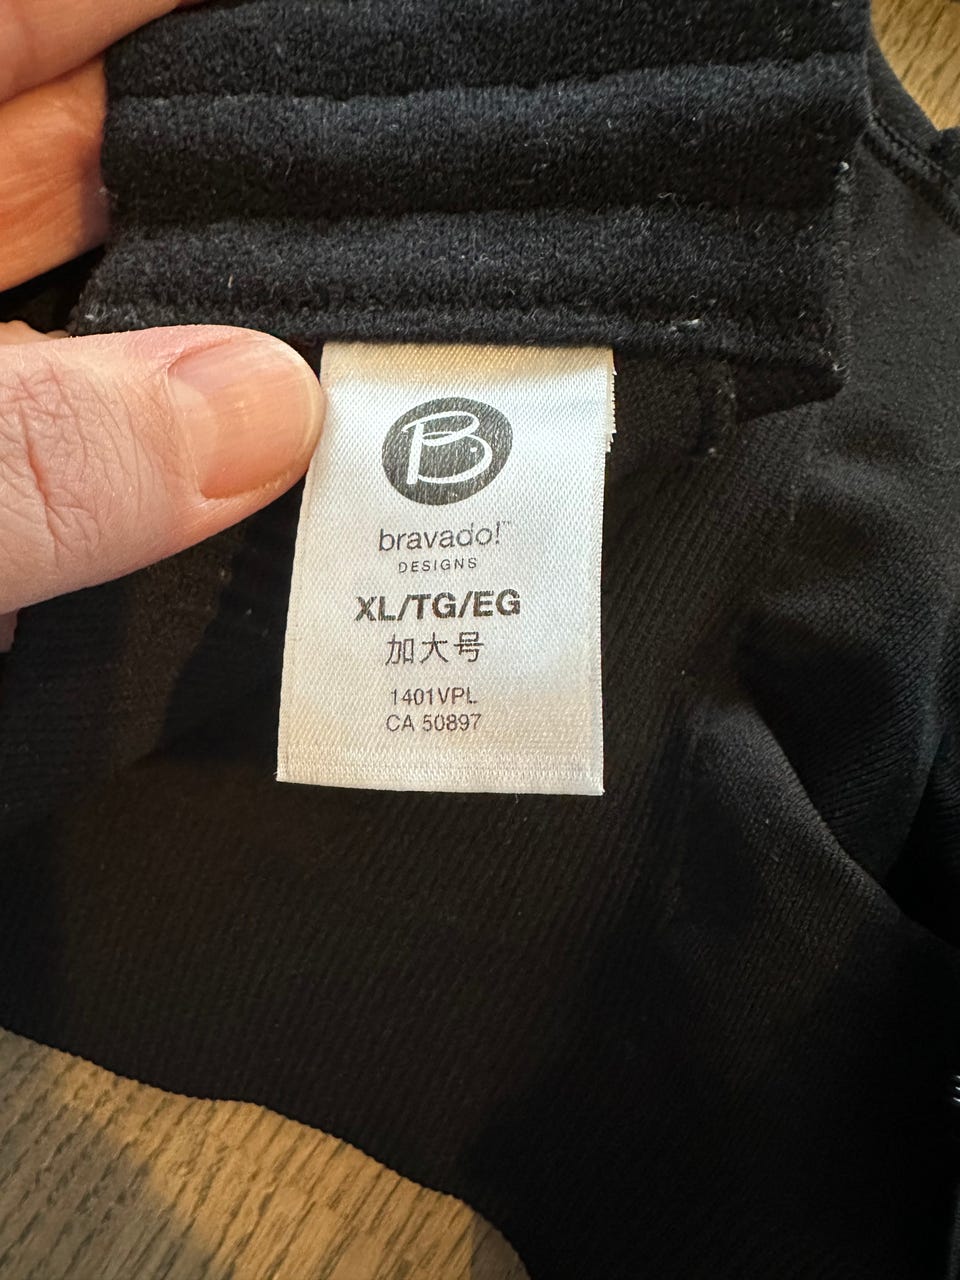 B
bravado!™
DESIGNS
XL/TG/EG
加大号
1401VPL
CA 50897